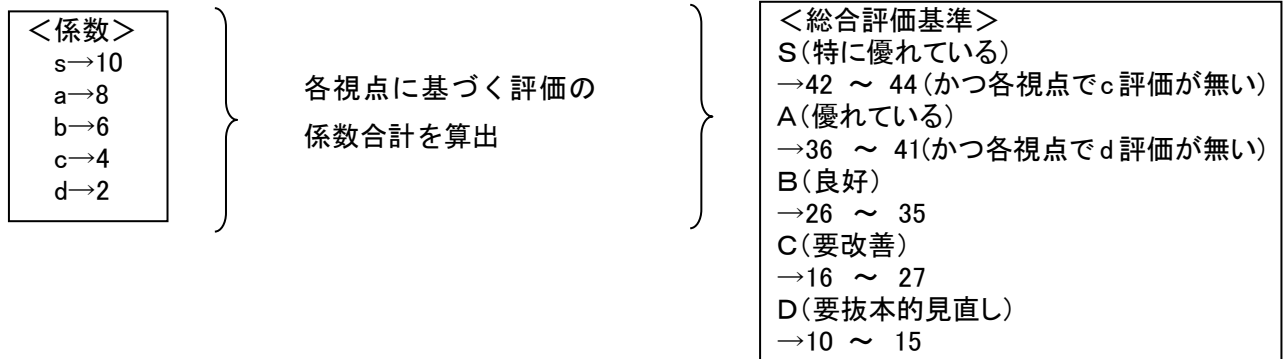 ＜係数＞
s→10
a→8
b→6
c→4
d→2
各視点に基づく評価の
係数合計を算出
＜総合評価基準＞
Ｓ（特に優れている）
→42 ～ 44（かつ各視点でc評価が無い）
Ａ（優れている）
→36 ～ 41(かつ各視点でd評価が無い）
Ｂ（良好）
→26 ～ 35
Ｃ（要改善）
→16 ～ 27
Ｄ（要抜本的見直し）
→10 ～ 15